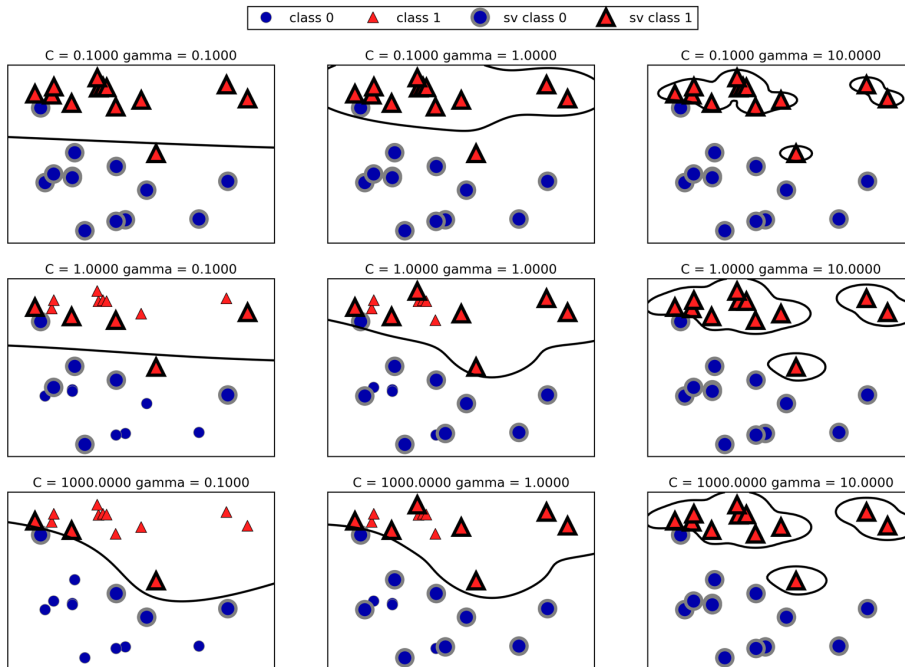 class 0 class 1 sv class 0 sv class 1
C = 0.1000 gamma = 0.1000
C = 0.1000 gamma = 1.0000
C = 0.1000 gamma = 10.0000
C = 1.0000 gamma = 0.1000
C = 1.0000 gamma = 1.0000
C = 1.0000 gamma = 10.0000
C = 1000.0000 gamma = 0.1000
C = 1000.0000 gamma = 1.0000
C = 1000.0000 gamma = 10.0000